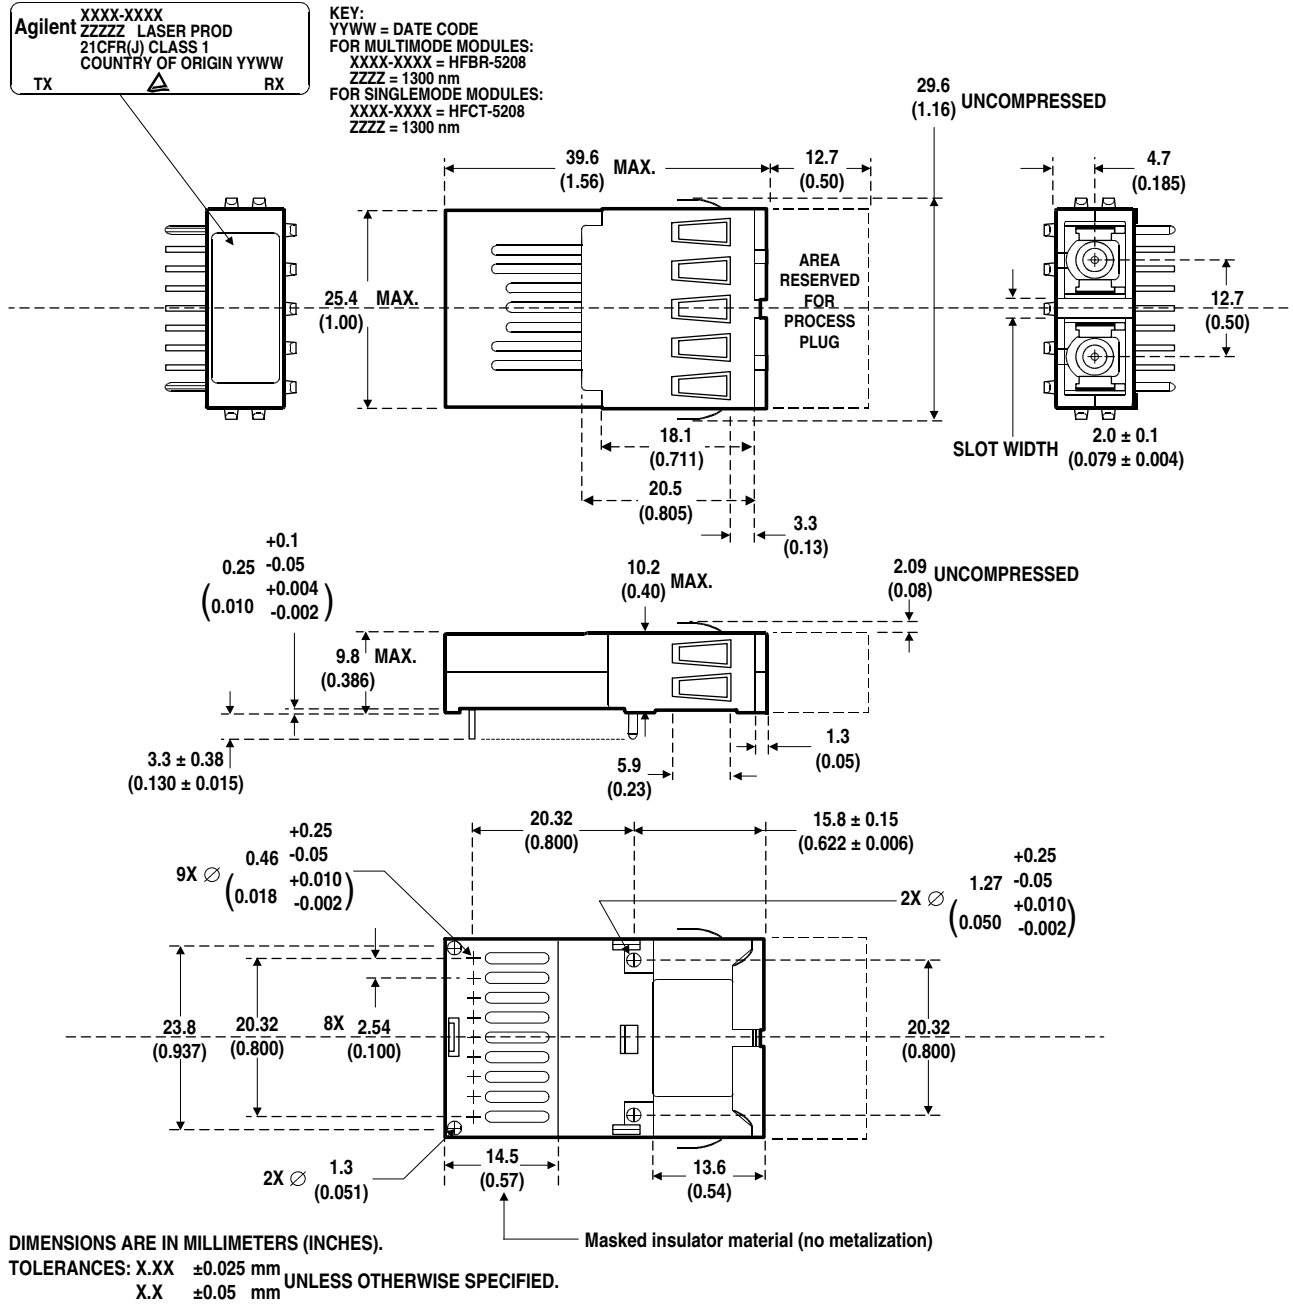 Agilent
XXXX-XXXX
ZZZZZ LASER PROD
21CFR(J) CLASS 1
COUNTRY OF ORIGIN YYWW
TX
RX
KEY:
YYWW = DATE CODE
FOR MULTIMODE MODULES:
XXXX-XXXX = HFBR-5208
ZZZZ = 1300 nm
FOR SINGLEMODE MODULES:
XXXX-XXXX = HFCT-5208
ZZZZ = 1300 nm
29.6
(1.16) UNCOMPRESSED
39.6
(1.56) MAX.
12.7
(0.50)
4.7
(0.185)
25.4 MAX.
(1.00)
AREA
RESERVED
FOR
PROCESS
PLUG
12.7
(0.50)
18.1
(0.711)
SLOT WIDTH
2.0 ± 0.1
(0.079 ± 0.004)
20.5
(0.805)
3.3
(0.13)
+0.1
0.25 -0.05
+0.004
(0.010 -0.002)
10.2
(0.40) MAX.
2.09
(0.08) UNCOMPRESSED
9.8 MAX.
(0.386)
3.3 ± 0.38
(0.130 ± 0.015)
1.3
(0.05)
5.9
(0.23)
20.32
(0.800)
15.8 ± 0.15
(0.622 ± 0.006)
+0.25
0.46 -0.05
9X ∅
+0.010
(0.018 -0.002)
+0.25
1.27 -0.05
2X ∅
+0.010
(0.050 -0.002)
23.8
(0.937)
20.32
(0.800)
8X 2.54
(0.100)
20.32
(0.800)
2X ∅ 1.3
(0.051)
14.5
(0.57)
13.6
(0.54)
Masked insulator material (no metalization)
DIMENSIONS ARE IN MILLIMETERS (INCHES).
TOLERANCES: X.XX ±0.025 mm
X.X ±0.05 mm
UNLESS OTHERWISE SPECIFIED.